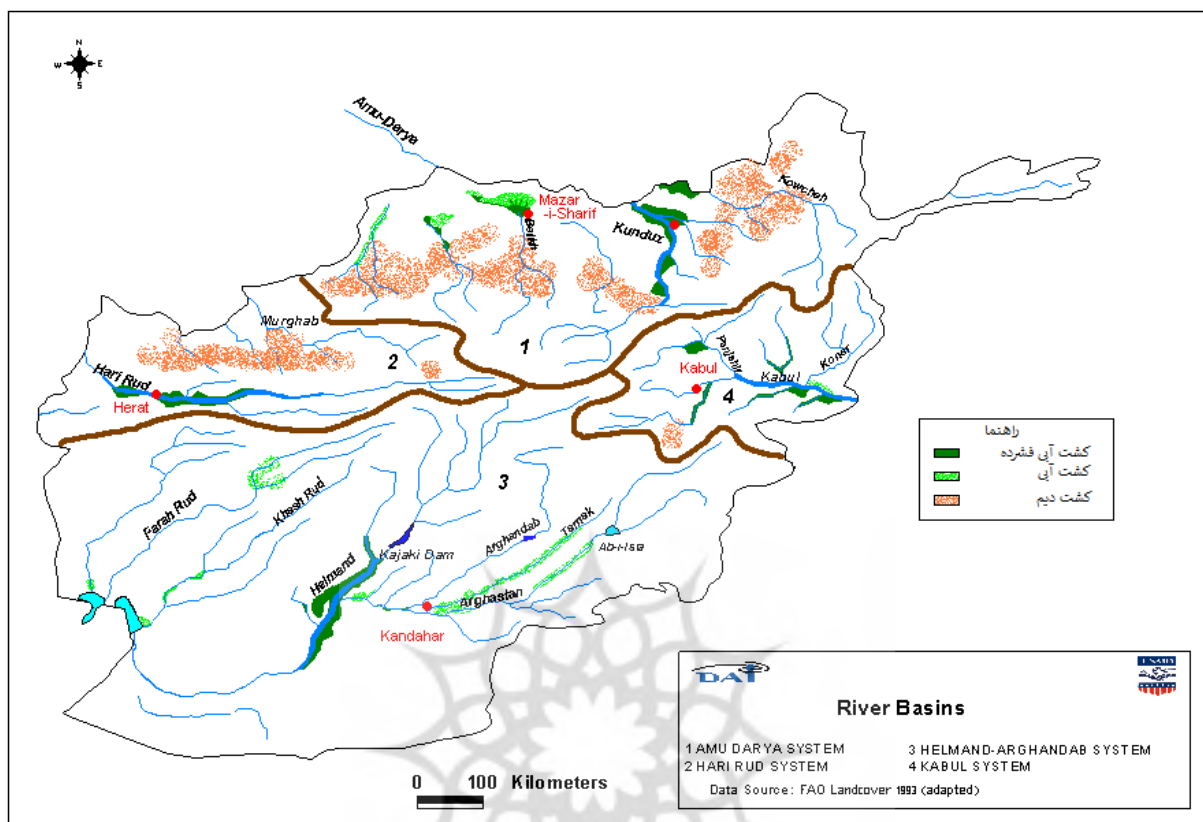 N
W E
S
Amu-Darya
Kowcheh
Mazar
-i-Sharif
Balkh
Kunduz
Murghab
1
2
Panjshir
Konar
Kabul
Kabul
4
Hari Rud
Herat
3
Farah Rud
Khash Rud
Helmand
Kajaki Dam
Arghandab
Tarnak
Ab-i-Ista
Arghastan
Kandahar
راهنما
کشت آبی فشرده
کشت آبی
کشت دیم
DAI
USAID
River Basins
1 AMU DARYA SYSTEM
2 HARI RUD SYSTEM
3 HELMAND-ARGHANDAB SYSTEM
4 KABUL SYSTEM
Data Source: FAO Landcover 1993 (adapted)
0 100 Kilometers